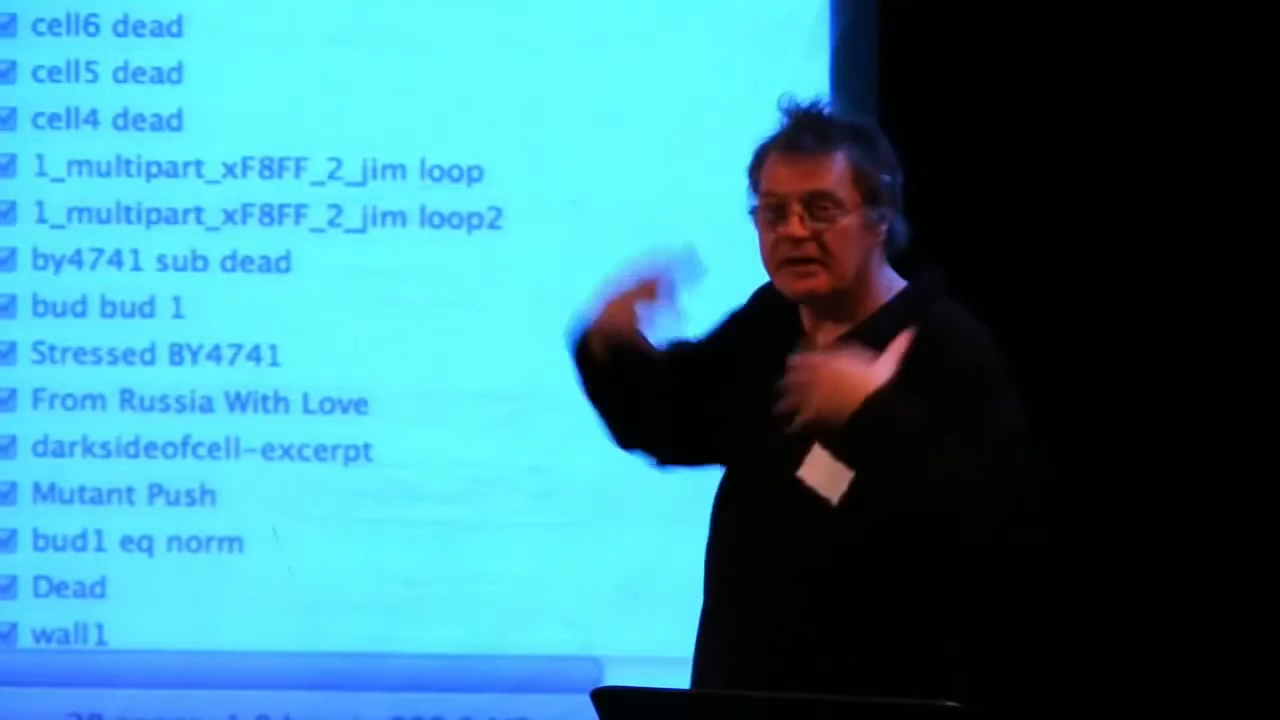 cell6 dead
cell5 dead
cell4 dead
1_multipart_xF8FF_2_jim loop
1_multipart_xF8FF_2_jim loop2
by4741 sub dead
bud bud 1
Stressed BY4741
From Russia With Love
darksideofcell-excerpt
Mutant Push
bud1 eq norm
Dead
wall1